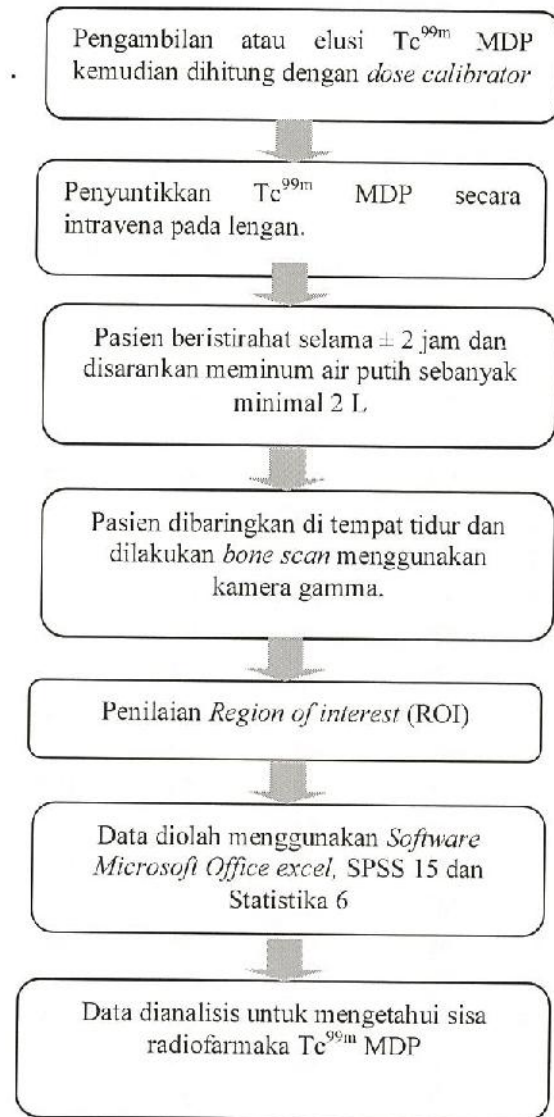 Pengambilan atau elusi Tc⁹⁹ᵐ MDP
kemudian dihitung dengan dose calibrator
Penyuntikkan Tc⁹⁹ᵐ MDP secara
intravena pada lengan.
Pasien beristirahat selama ± 2 jam dan
disarankan meminum air putih sebanyak
minimal 2 L
Pasien dibaringkan di tempat tidur dan
dilakukan bone scan menggunakan
kamera gamma.
Penilaian Region of interest (ROI)
Data diolah menggunakan Software
Microsoft Office excel, SPSS 15 dan
Statistika 6
Data dianalisis untuk mengetahui sisa
radiofarmaka Tc⁹⁹ᵐ MDP